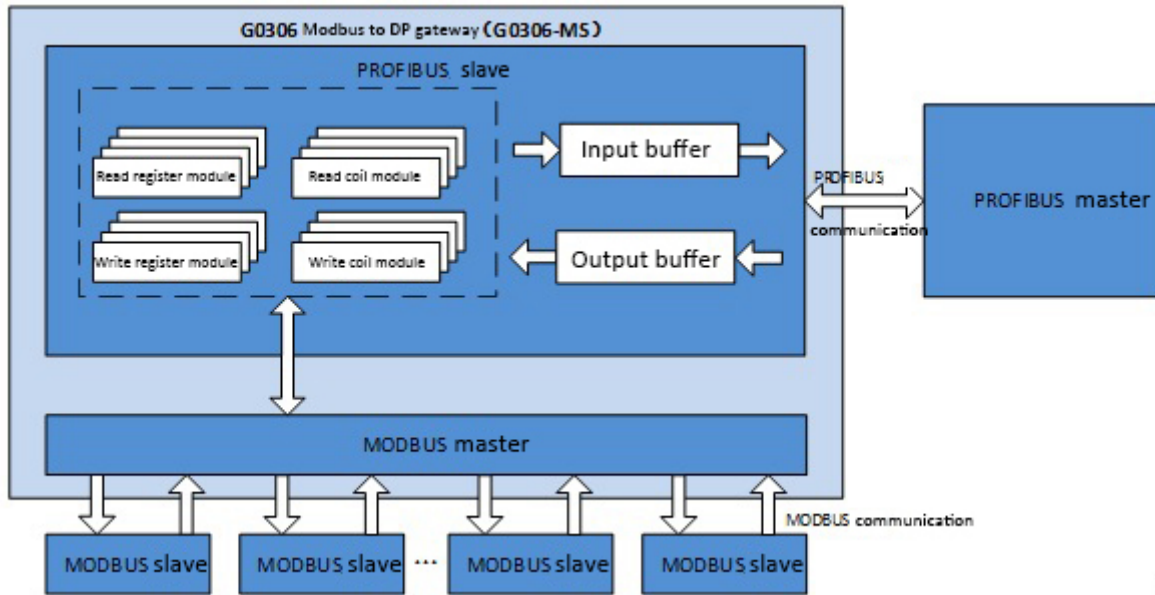 G0306 Modbus to DP gateway (G0306-MS)
PROFIBUS slave
Read register module
Read coil module
Input buffer
Write register module
Write coil module
Output buffer
PROFIBUS
communication
PROFIBUS master
MODBUS master
MODBUS communication
MODBUS slave
MODBUS slave
...
MODBUS slave
MODBUS slave